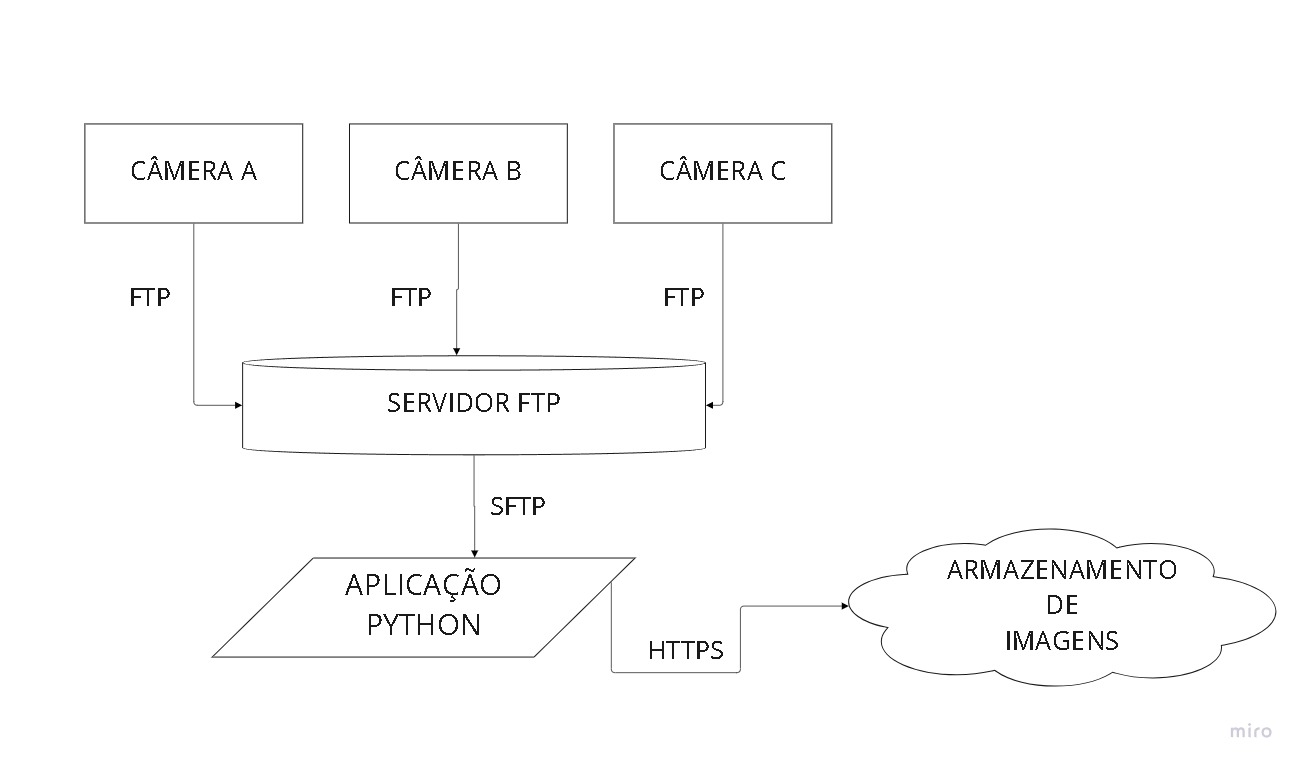 CÂMERA A
CÂMERA B
CÂMERA C
FTP
FTP
FTP
SERVIDOR FTP
SFTP
APLICAÇÃO
PYTHON
HTTPS
ARMAZENAMENTO
DE
IMAGENS
miro